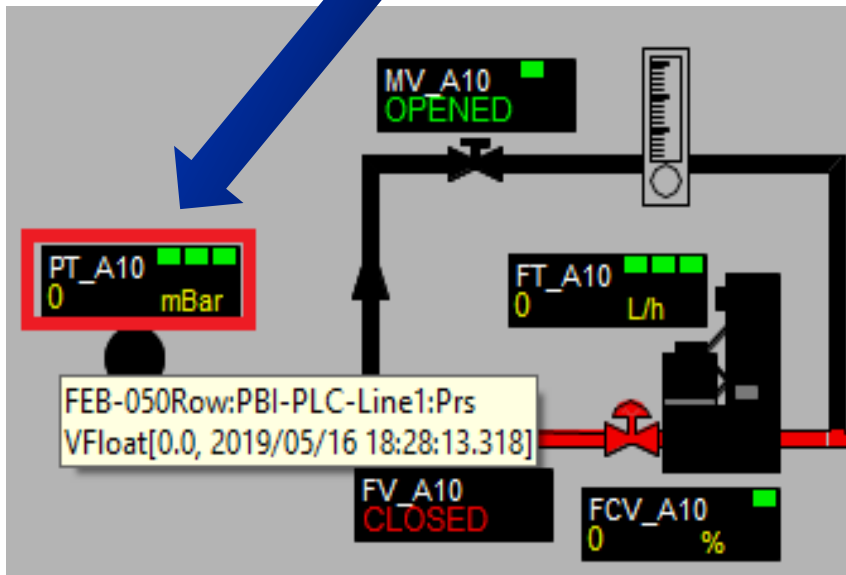 MV_A10
OPENED
PT_A10
0 mBar
FT_A10
0 L/h
FEB-050Row:PBI-PLC-Line1:Prs
VFloat[0.0, 2019/05/16 18:28:13.318]
FV_A10
CLOSED
FCV_A10
0 %